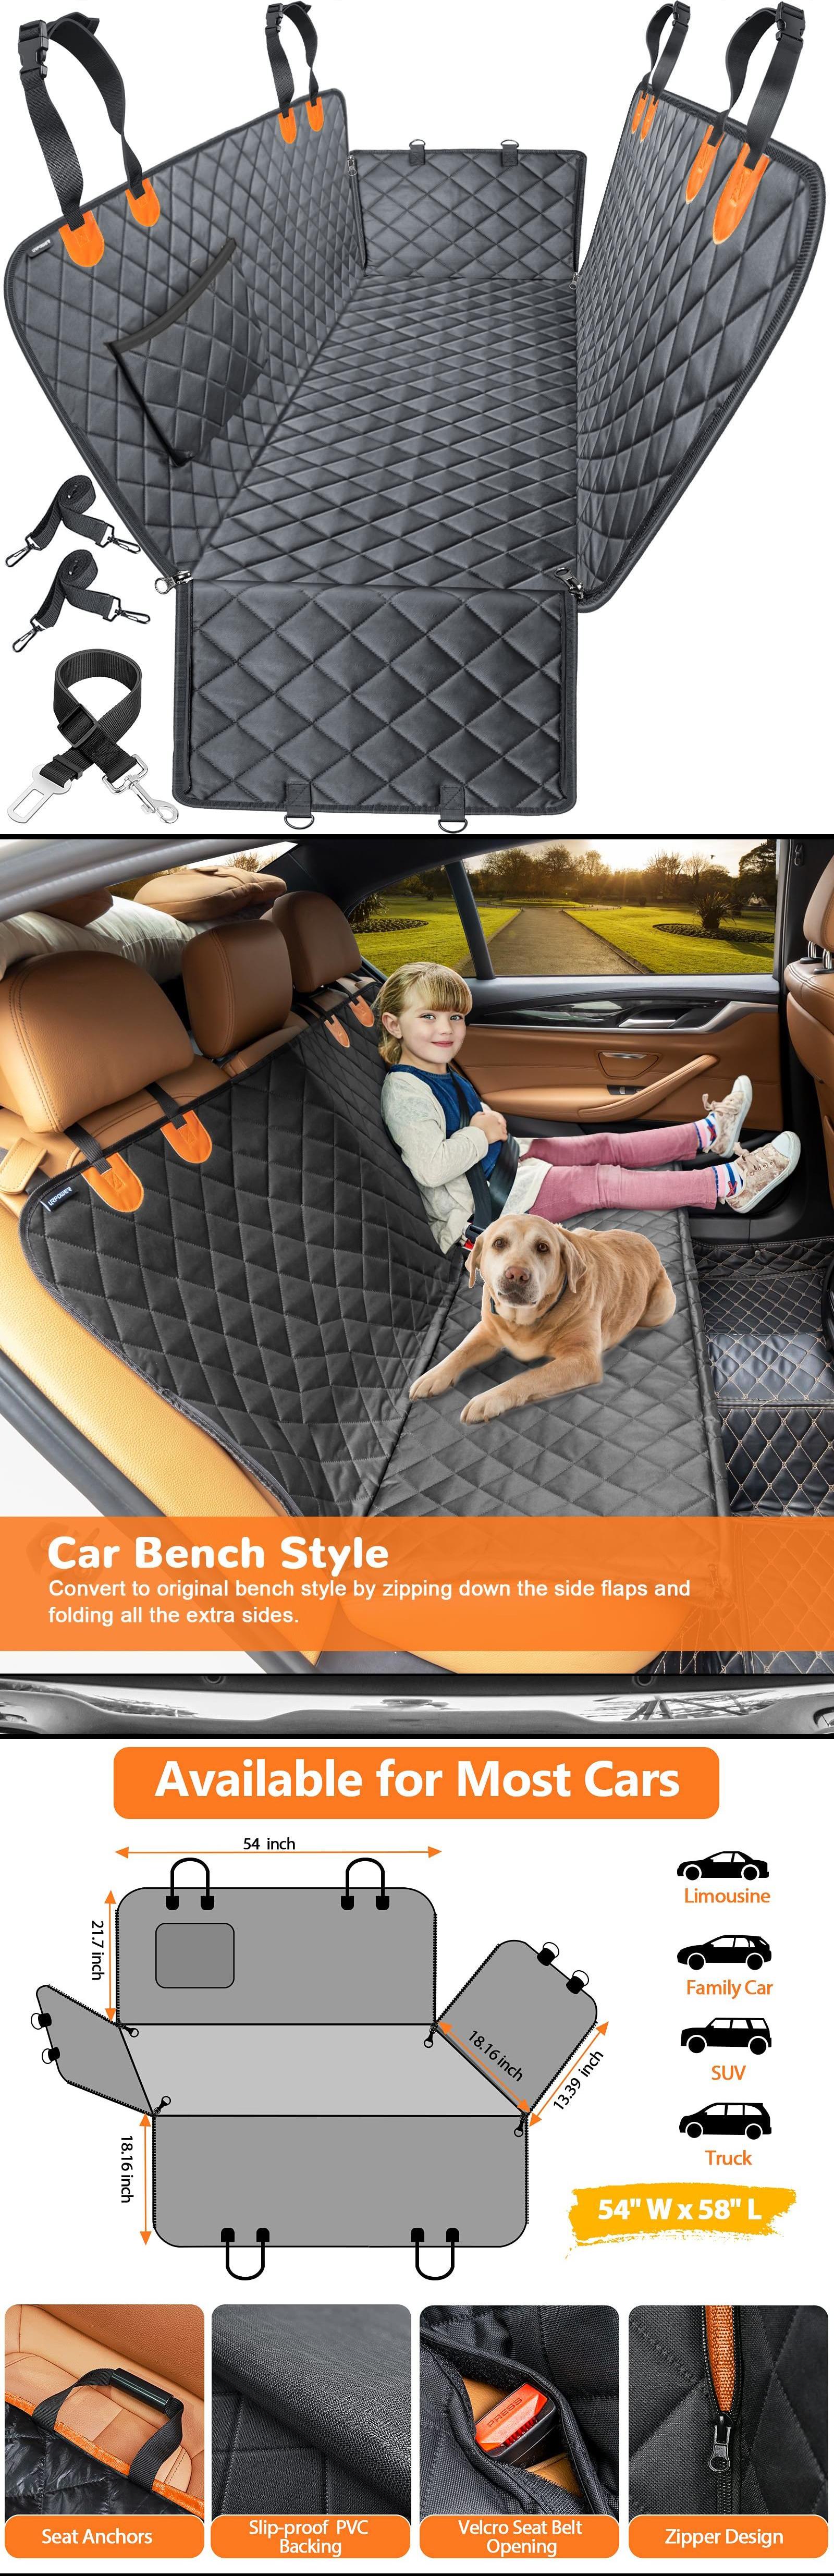 URPOWER
Car Bench Style
Convert to original bench style by zipping down the side flaps and
folding all the extra sides.
Available for Most Cars
54 inch
21.7 inch
18.16 inch
13.39 inch
18.16 inch
Limousine
Family Car
SUV
Truck
54" W x 58" L
PRESS
Seat Anchors
Slip-proof PVC
Backing
Velcro Seat Belt
Opening
Zipper Design